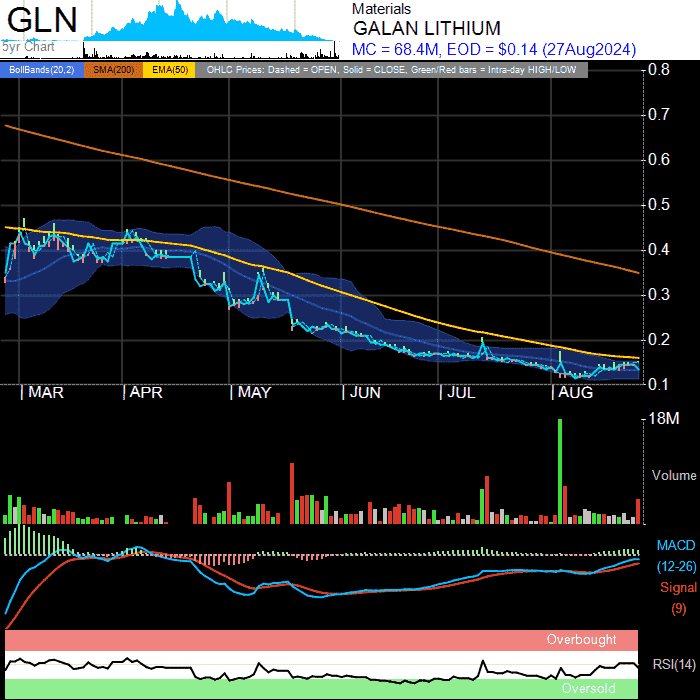 GLN
5yr Chart
Materials
GALAN LITHIUM
MC = 68.4M, EOD = $0.14 (27Aug2024)
BollBands(20,2) SMA(200) EMA(50) OHLC Prices: Dashed = OPEN, Solid = CLOSE, Green/Red bars = Intra-day HIGH/LOW
0.8
0.7
0.6
0.5
0.4
0.3
0.2
0.1
MAR APR MAY JUN JUL AUG
18M
Volume
MACD
(12-26)
Signal
(9)
Overbought
RSI(14)
Oversold